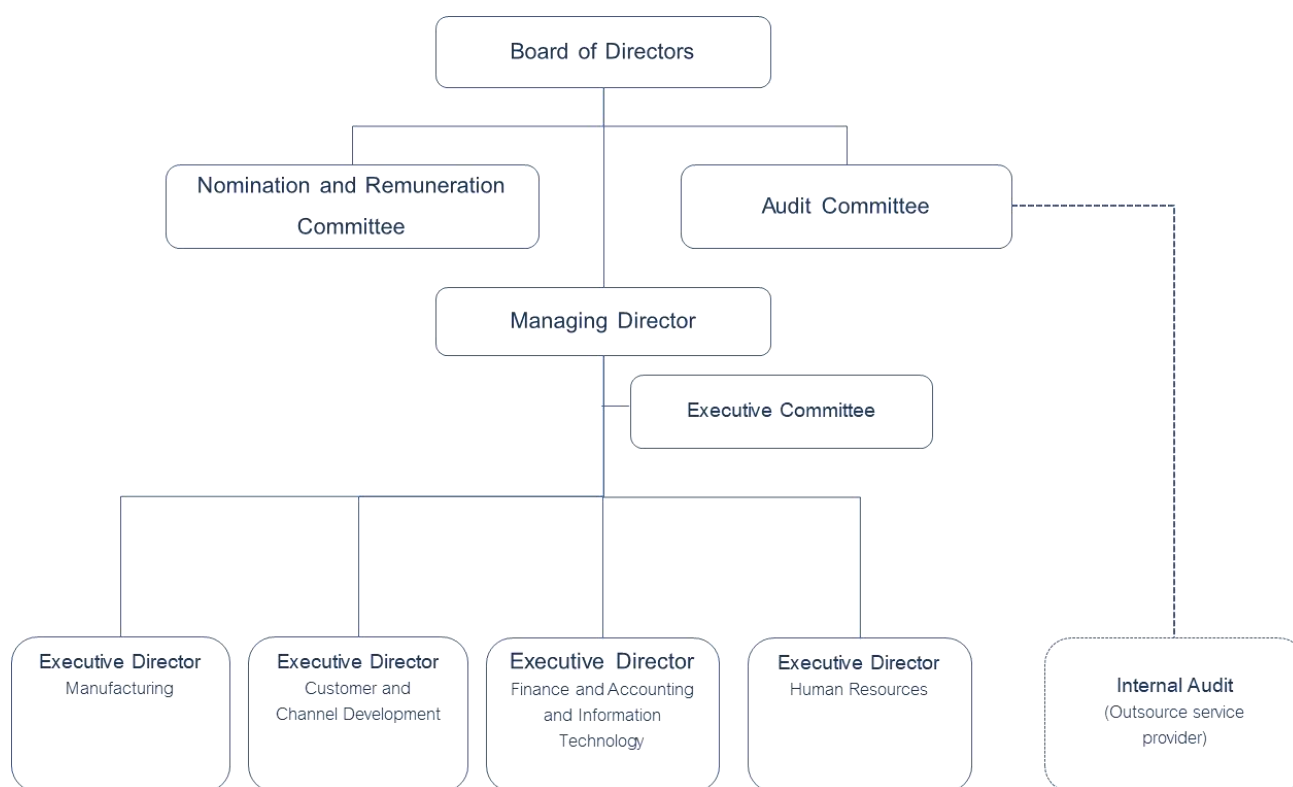 Board of Directors
Nomination and Remuneration
Committee
Audit Committee
Managing Director
Executive Committee
Executive Director
Manufacturing
Executive Director
Customer and
Channel Development
Executive Director
Finance and Accounting
and Information
Technology
Executive Director
Human Resources
Internal Audit
(Outsource service
provider)